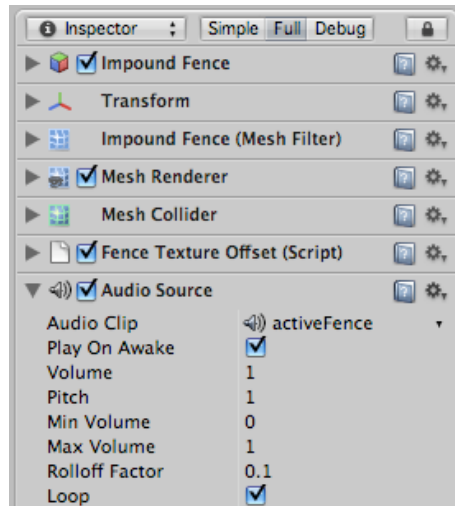 Inspector Simple Full Debug
Impound Fence
Transform
Impound Fence (Mesh Filter)
Mesh Renderer
Mesh Collider
Fence Texture Offset (Script)
Audio Source
Audio Clip activeFence
Play On Awake
Volume 1
Pitch 1
Min Volume 0
Max Volume 1
Rolloff Factor 0.1
Loop